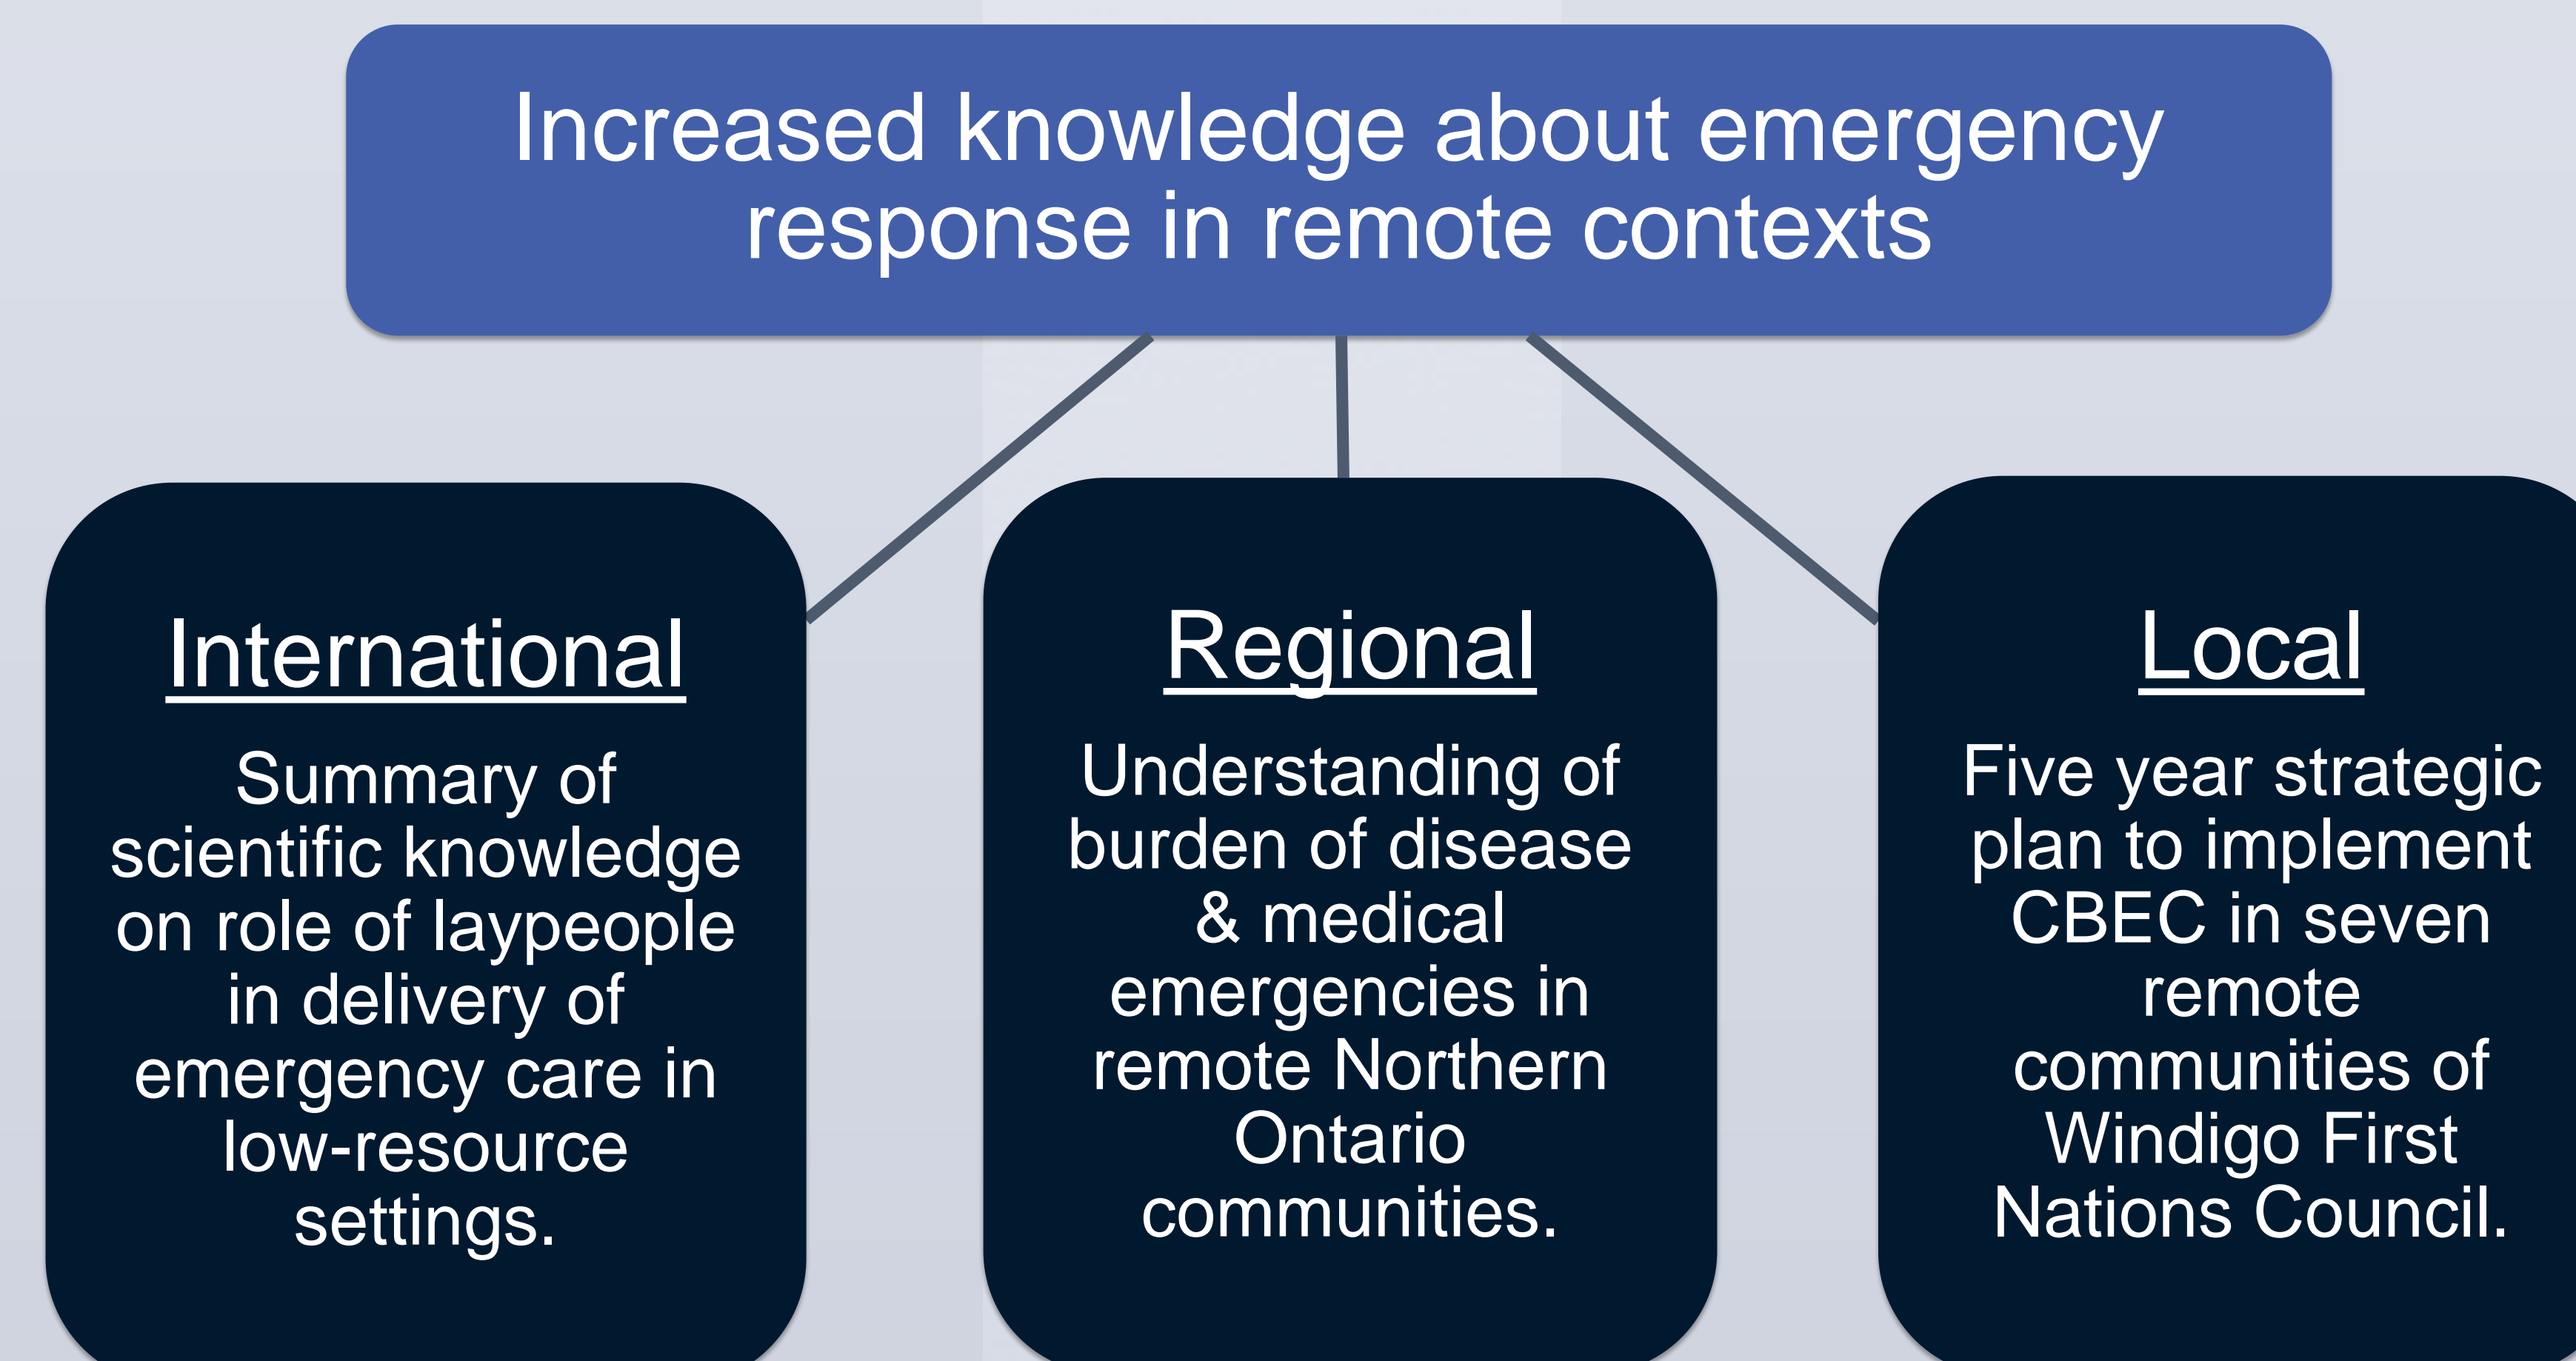 Increased knowledge about emergency
response in remote contexts
International
Summary of
scientific knowledge
on role of laypeople
in delivery of
emergency care in
low-resource
settings.
Regional
Understanding of
burden of disease
& medical
emergencies in
remote Northern
Ontario
communities.
Local
Five year strategic
plan to implement
CBEC in seven
remote
communities of
Windigo First
Nations Council.